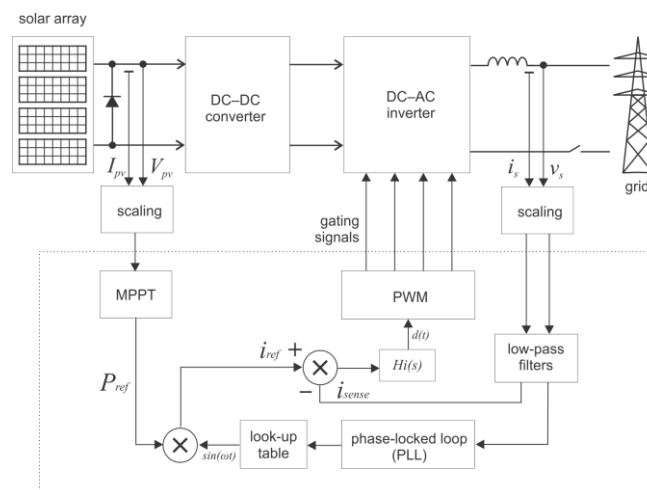 solar array
DC–DC
converter
DC–AC
inverter
I_pv
V_pv
i_s
v_s
grid
scaling
gating
signals
scaling
MPPT
PWM
d(t)
P_ref
i_ref
+
Hi(s)
low-pass
filters
−
i_sense
sin(ωt)
look-up
table
phase-locked loop
(PLL)